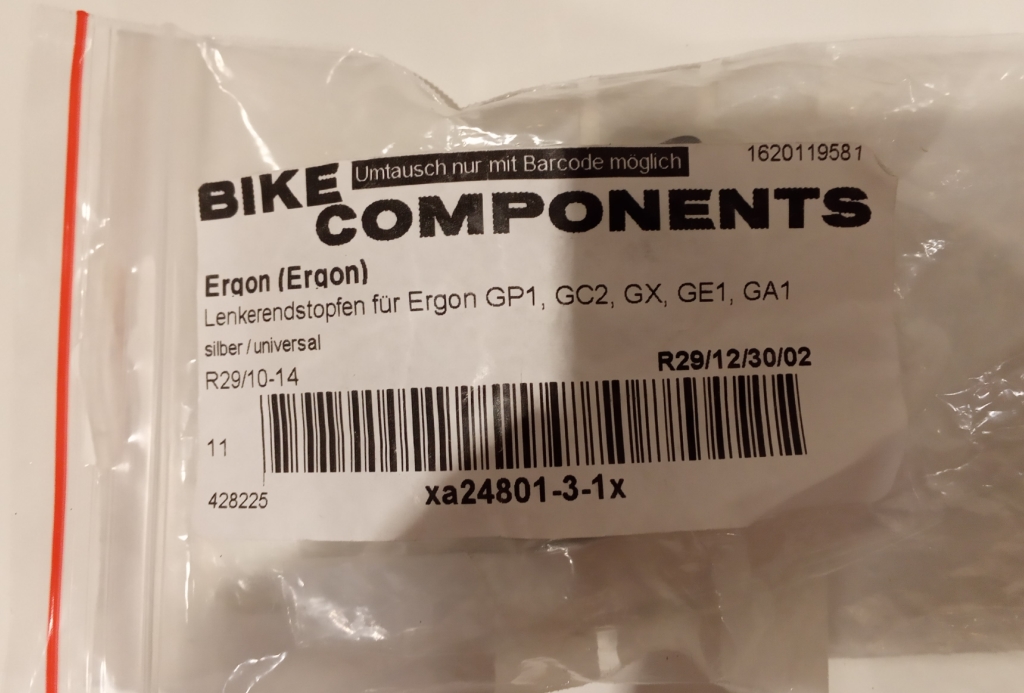 Umtausch nur mit Barcode möglich
1620119581
BIKE
COMPONENTS
Ergon (Ergon)
Lenkerendstopfen für Ergon GP1, GC2, GX, GE1, GA1
silber / universal
R29/10-14
R29/12/30/02
11
428225
xa24801-3-1x